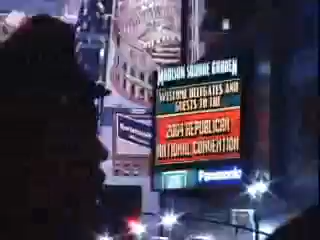 MADISON SQUARE GARDEN
WELCOME DELEGATES AND
GUESTS TO THE
2004 REPUBLICAN
NATIONAL CONVENTION
Panasonic